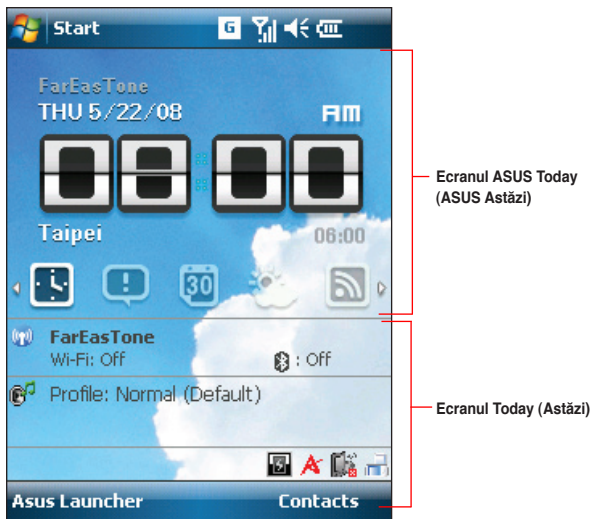 Start
G
FarEasTone
THU 5/22/08
AM
Taipei
06:00
30
FarEasTone
Wi-Fi: Off
: Off
Profile: Normal (Default)
Asus Launcher
Contacts
Ecranul ASUS Today
(ASUS Astăzi)
Ecranul Today (Astăzi)